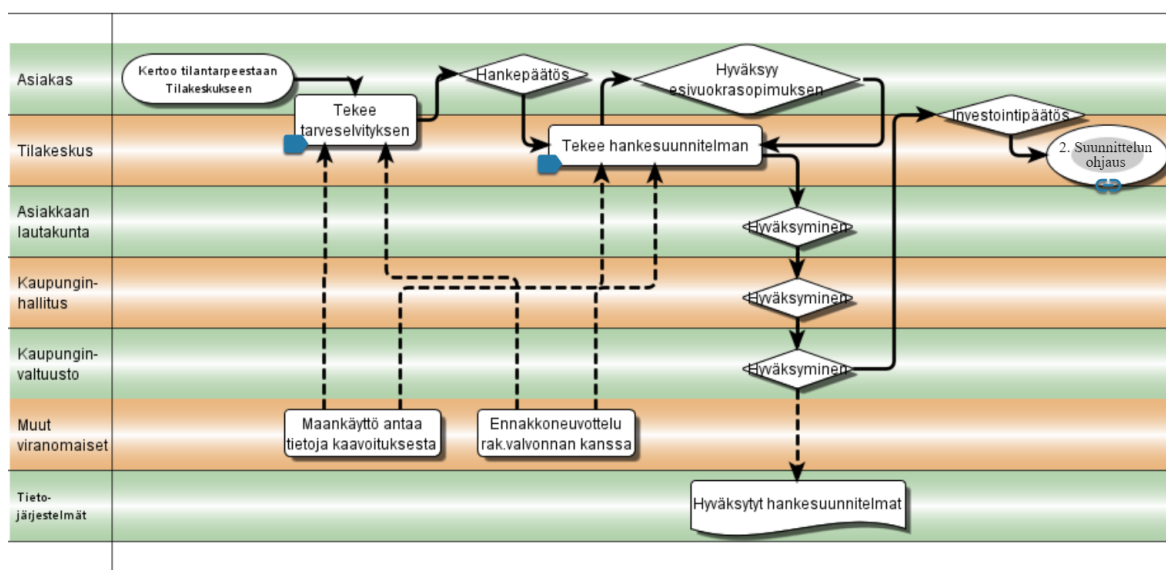 Asiakas
Kertoo tilantarpeestaan
Tilakeskukseen
Hankepäätös
Hyväksyy
esivuokrasopimuksen
Tekee
tarveselvityksen
Investointipäätös
Tilakeskus
Tekee hankesuunnitelman
2. Suunnittelun
ohjaus
Asiakkaan
lautakunta
Hyväksyminen
Kaupungin-
hallitus
Hyväksyminen
Kaupungin-
valtuusto
Hyväksyminen
Muut
viranomaiset
Maankäyttö antaa
tietoja kaavoituksesta
Ennakkoneuvottelu
rak.valvonnan kanssa
Tieto-
järjestelmät
Hyväksytyt hankesuunnitelmat